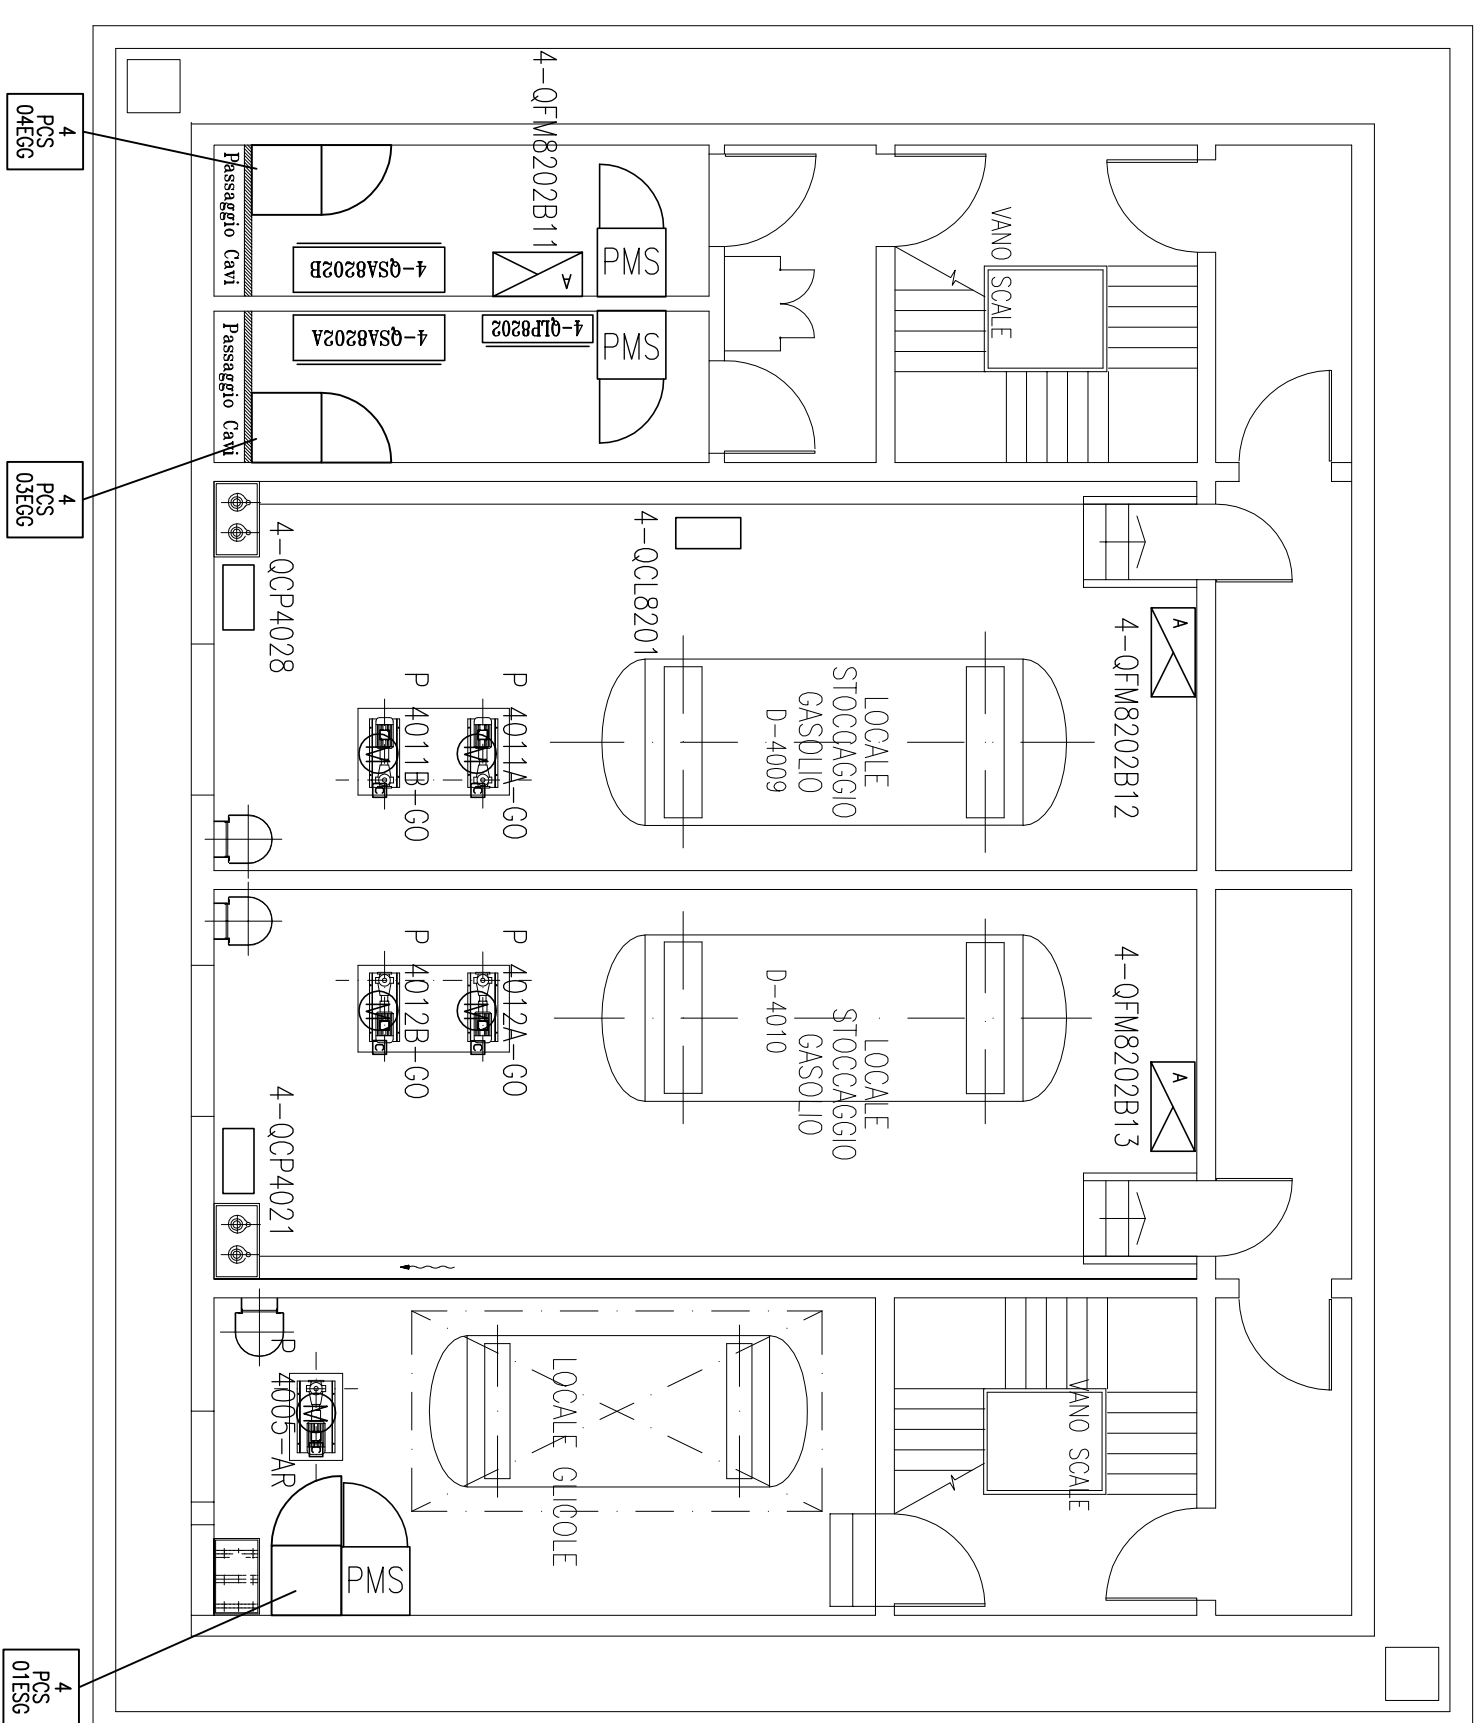 4-QFM8202B11
4
PCS
04EGG
Passaggio Cavi
4-QSA8202B
A
PMS
VANO SCALE
Passaggio Cavi
4-QSA8202A
4-QLP8202
PMS
4
PCS
03EGG
4-QCP4028
4-QCL8201
4-QFM8202B12
A
P 4011B-GO
M
C
P 4011A-GO
M
C
LOCALE
STOCCAGGIO
GASOLIO
D-4009
P 4012B-GO
M
C
P 4012A-GO
M
C
LOCALE
STOCCAGGIO
GASOLIO
D-4010
4-QFM8202B13
A
4-QCP4021
P 4005-AR
M
C
LOCALE GLICOLE
VANO SCALE
PMS
4
PCS
01ESG